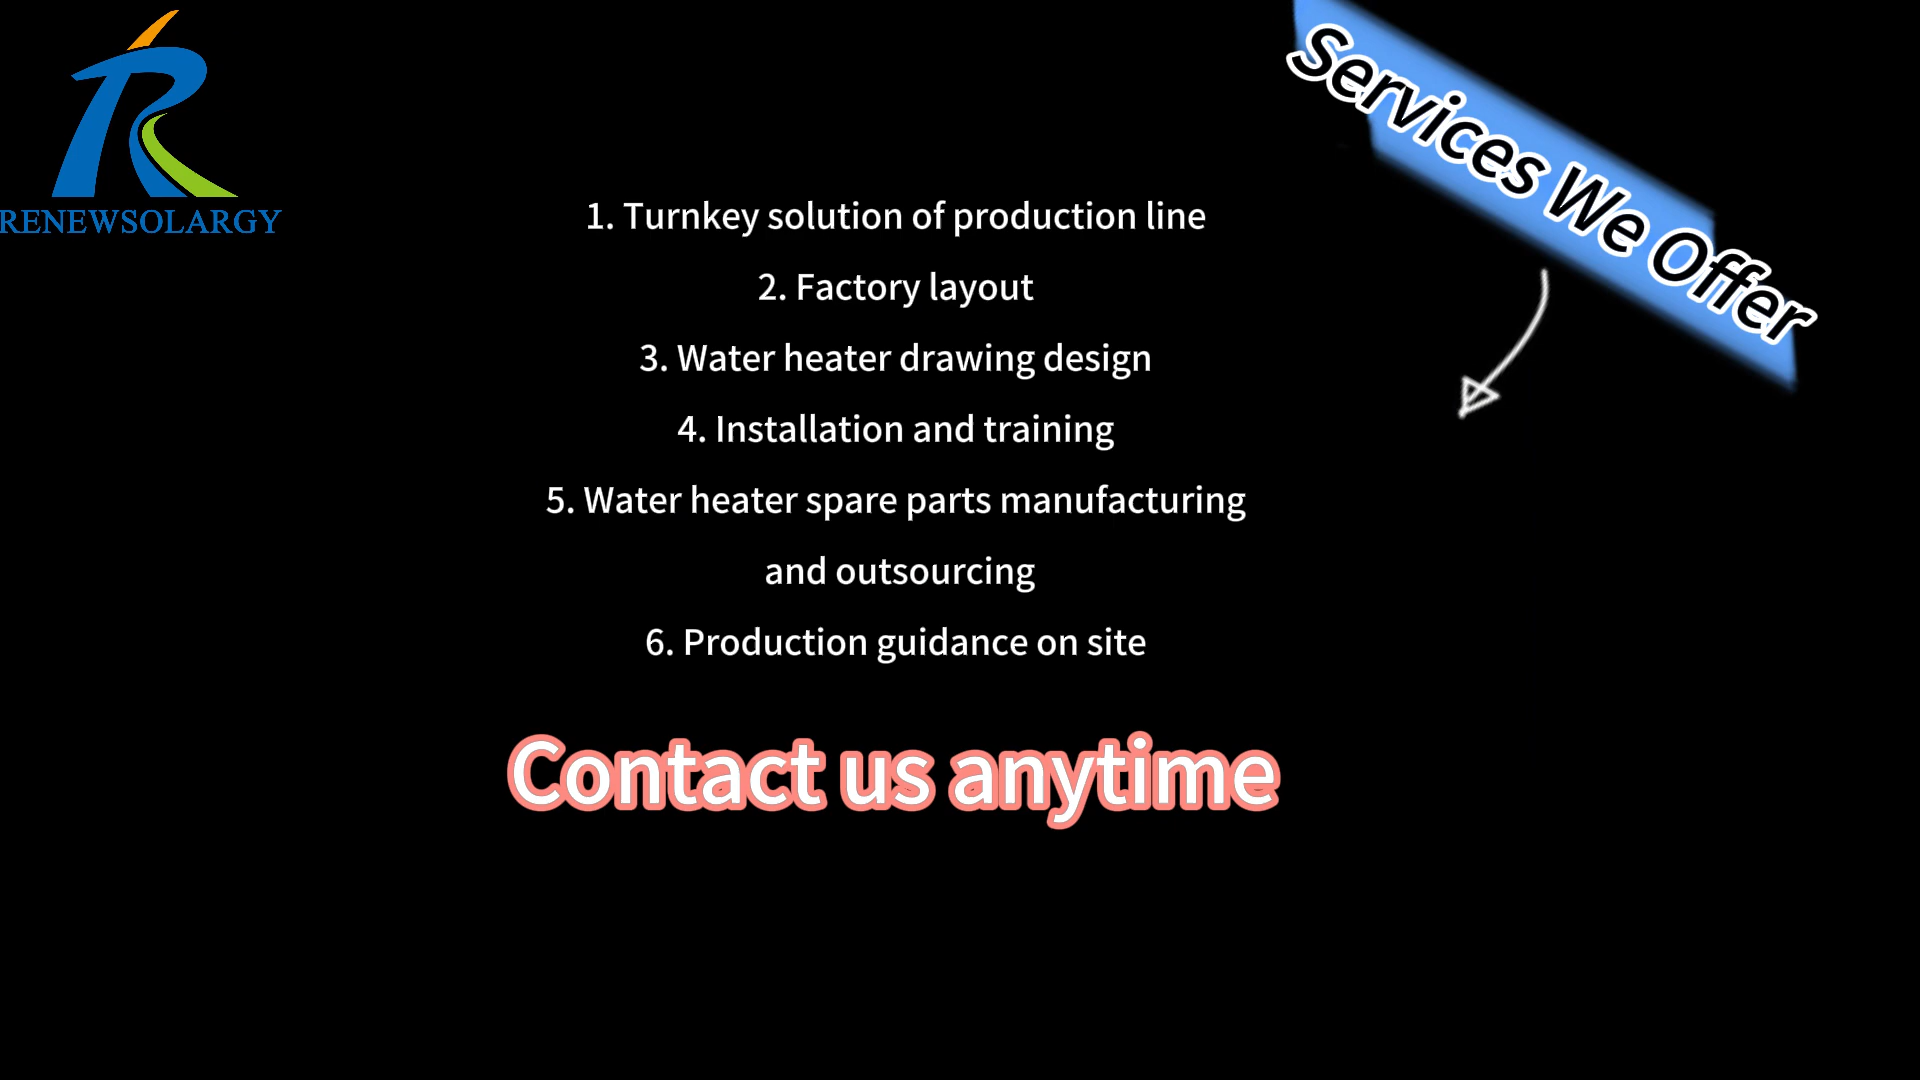 RENEWSOLARGY
Services We Offer
1. Turnkey solution of production line
2. Factory layout
3. Water heater drawing design
4. Installation and training
5. Water heater spare parts manufacturing
and outsourcing
6. Production guidance on site
Contact us anytime